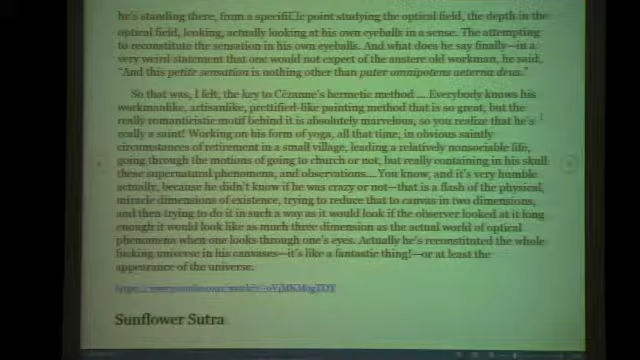 he's standing there, from a specific point studying the optical field, the depth in the
optical field, looking, actually looking at his own eyeballs in a sense. The attempting
to reconstitute the sensation in his own eyeballs. And what does he say finally—in a
very weird statement that one would not expect of the austere old workman, he said,
"And this petite sensation is nothing other than pater omnipotens aeterna deus."
So that was, I felt, the key to Cézanne's hermetic method .... Everybody knows his
workmanlike, artisanlike, prettified-like painting method that is so great, but the
really romanticistic motif behind it is absolutely marvelous, so you realize that he's
really a saint! Working on his form of yoga, all that time, in obvious saintly
circumstances of retirement in a small village, leading a relatively nonsociable life,
going through the motions of going to church or not, but really containing in his skull
these supernatural phenomena, and observations.... You know, and it's very humble
actually, because he didn't know if he was crazy or not—that is a flash of the physical,
miracle dimensions of existence, trying to reduce that to canvas in two dimensions,
and then trying to do it in such a way as it would look if the observer looked at it long
enough it would look like as much three dimension as the actual world of optical
phenomena when one looks through one's eyes. Actually he's reconstituted the whole
fucking universe in his canvases—it's like a fantastic thing!—or at least the
appearance of the universe.
Sunflower Sutra